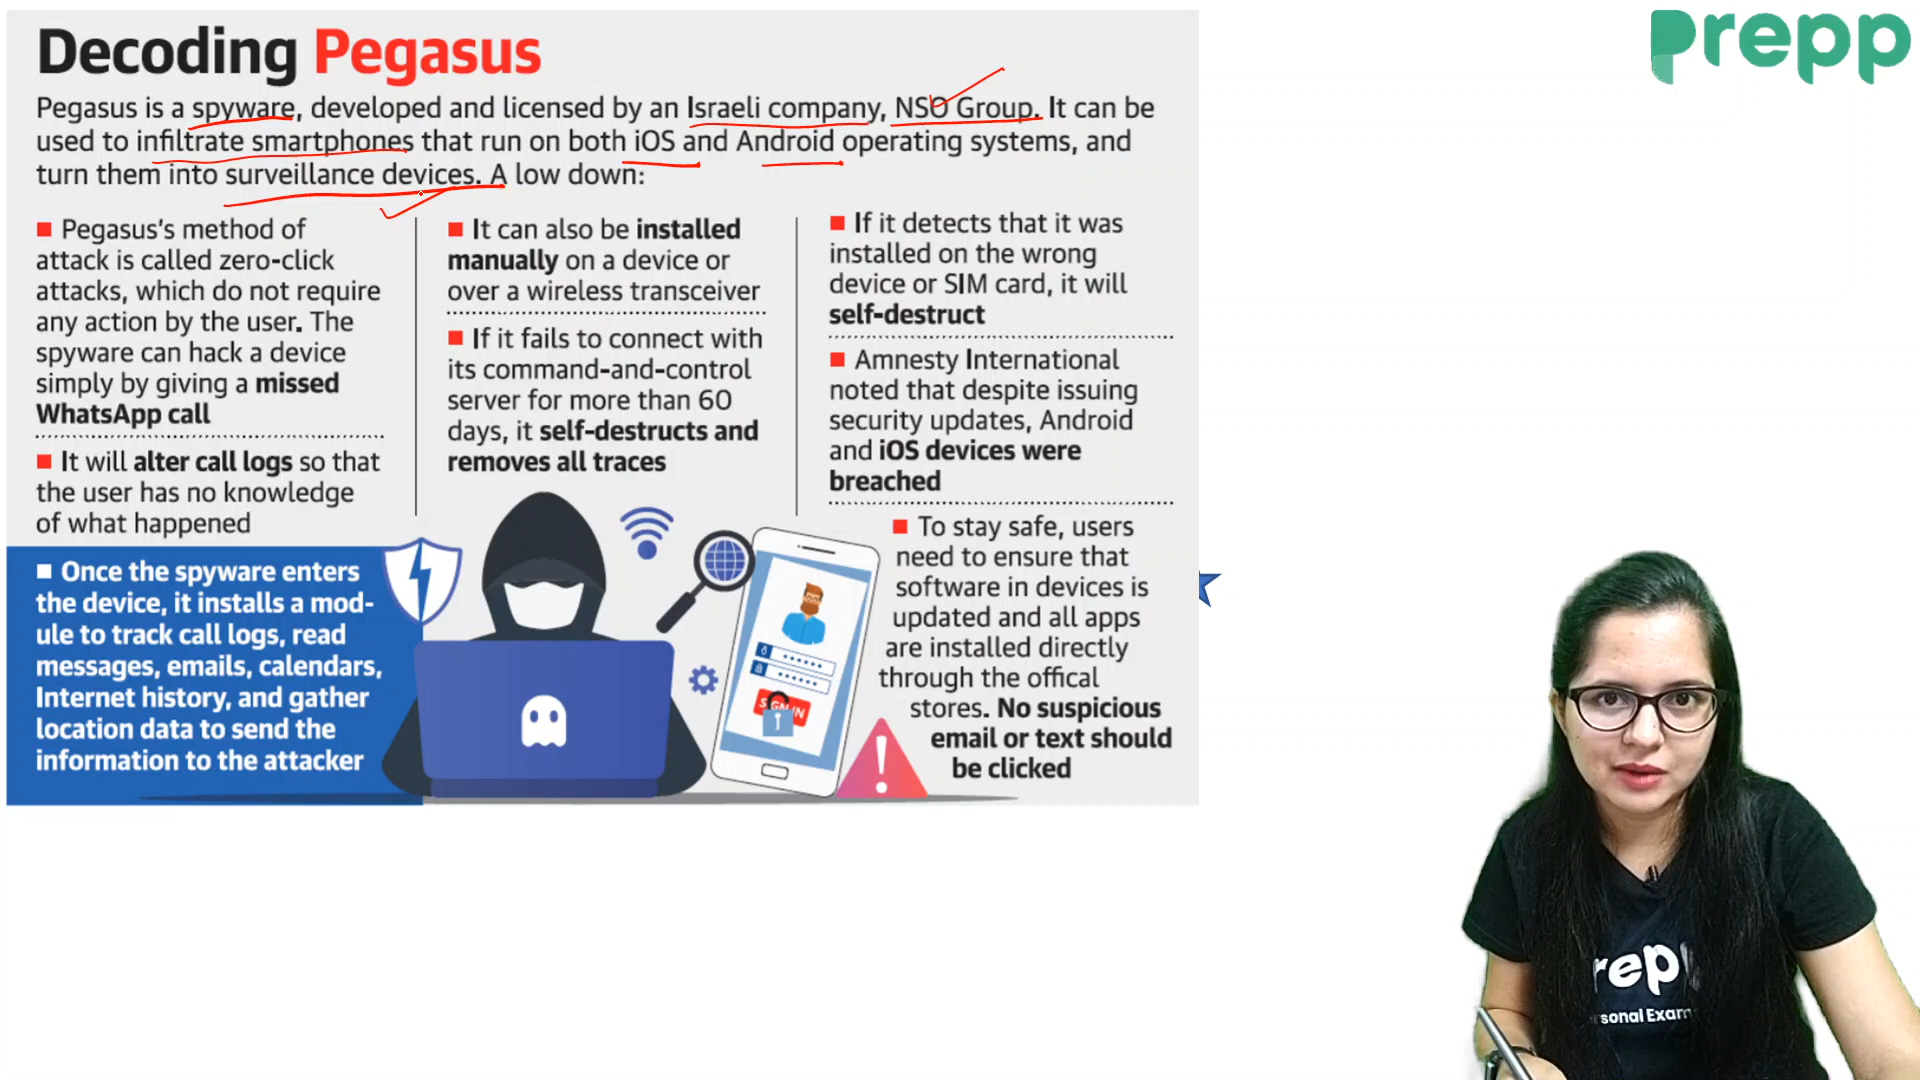 Decoding Pegasus
Pegasus is a spyware, developed and licensed by an Israeli company, NSO Group. It can be
used to infiltrate smartphones that run on both iOS and Android operating systems, and
turn them into surveillance devices. A low down:
Pegasus's method of
attack is called zero-click
attacks, which do not require
any action by the user. The
spyware can hack a device
simply by giving a missed
WhatsApp call
It will alter call logs so that
the user has no knowledge
of what happened
Once the spyware enters
the device, it installs a mod-
ule to track call logs, read
messages, emails, calendars,
Internet history, and gather
location data to send the
information to the attacker
It can also be installed
manually on a device or
over a wireless transceiver
If it fails to connect with
its command-and-control
server for more than 60
days, it self-destructs and
removes all traces
If it detects that it was
installed on the wrong
device or SIM card, it will
self-destruct
Amnesty International
noted that despite issuing
security updates, Android
and iOS devices were
breached
To stay safe, users
need to ensure that
software in devices is
updated and all apps
are installed directly
through the offical
stores. No suspicious
email or text should
be clicked
SIGN IN
prepp
rep
sonal Exam